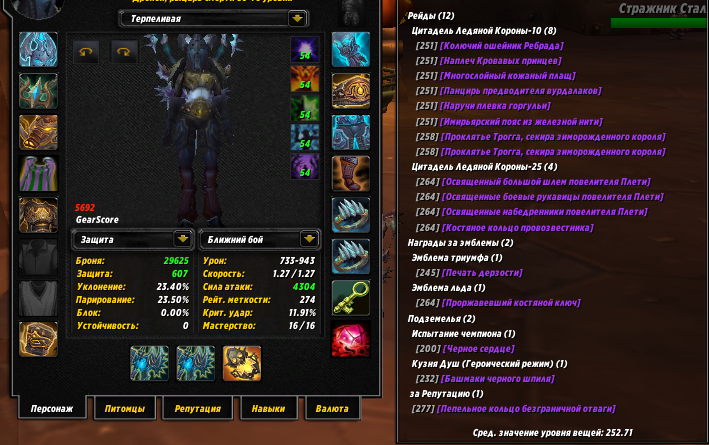 Терпеливая
54
54
54
54
54
5692
GearScore
Защита
Ближний бой
Броня: 29625
Защита: 607
Уклонение: 23.40%
Парирование: 23.50%
Блок: 0.00%
Устойчивость: 0
Урон: 733-943
Скорость: 1.27 / 1.27
Сила атаки: 4304
Рейт. меткости: 274
Крит. удар: 11.91%
Мастерство: 16 / 16
Персонаж
Питомцы
Репутация
Навыки
Валюта
Стражник Стал
Рейды (12)
Цитадель Ледяной Короны-10 (8)
[251] [Колючий ошейник Ребрада]
[251] [Наплеч Кровавых принцев]
[251] [Многослойный кожаный плащ]
[251] [Панцирь предводителя вурдалаков]
[251] [Наручи плевка горгульи]
[251] [Имирьярский пояс из железной нити]
[258] [Проклятье Трогга, секира зимороженного короля]
[258] [Проклятье Трогга, секира зимороженного короля]
Цитадель Ледяной Короны-25 (4)
[264] [Освященный большой шлем повелителя Плети]
[264] [Освященные боевые рукавицы повелителя Плети]
[264] [Освященные набедренники повелителя Плети]
[264] [Костяное кольцо провозвестника]
Награды за эмблемы (2)
Эмблема триумфа (1)
[245] [Печать дерзости]
Эмблема льда (1)
[264] [Проржавевший костяной ключ]
Подземелья (2)
Испытание чемпиона (1)
[200] [Черное сердце]
Кузня Душ (Героический режим) (1)
[232] [Башмаки черного шпиля]
за Репутацию (1)
[277] [Пепельное кольцо безграничной отваги]
Сред. значение уровня вещей: 252.71